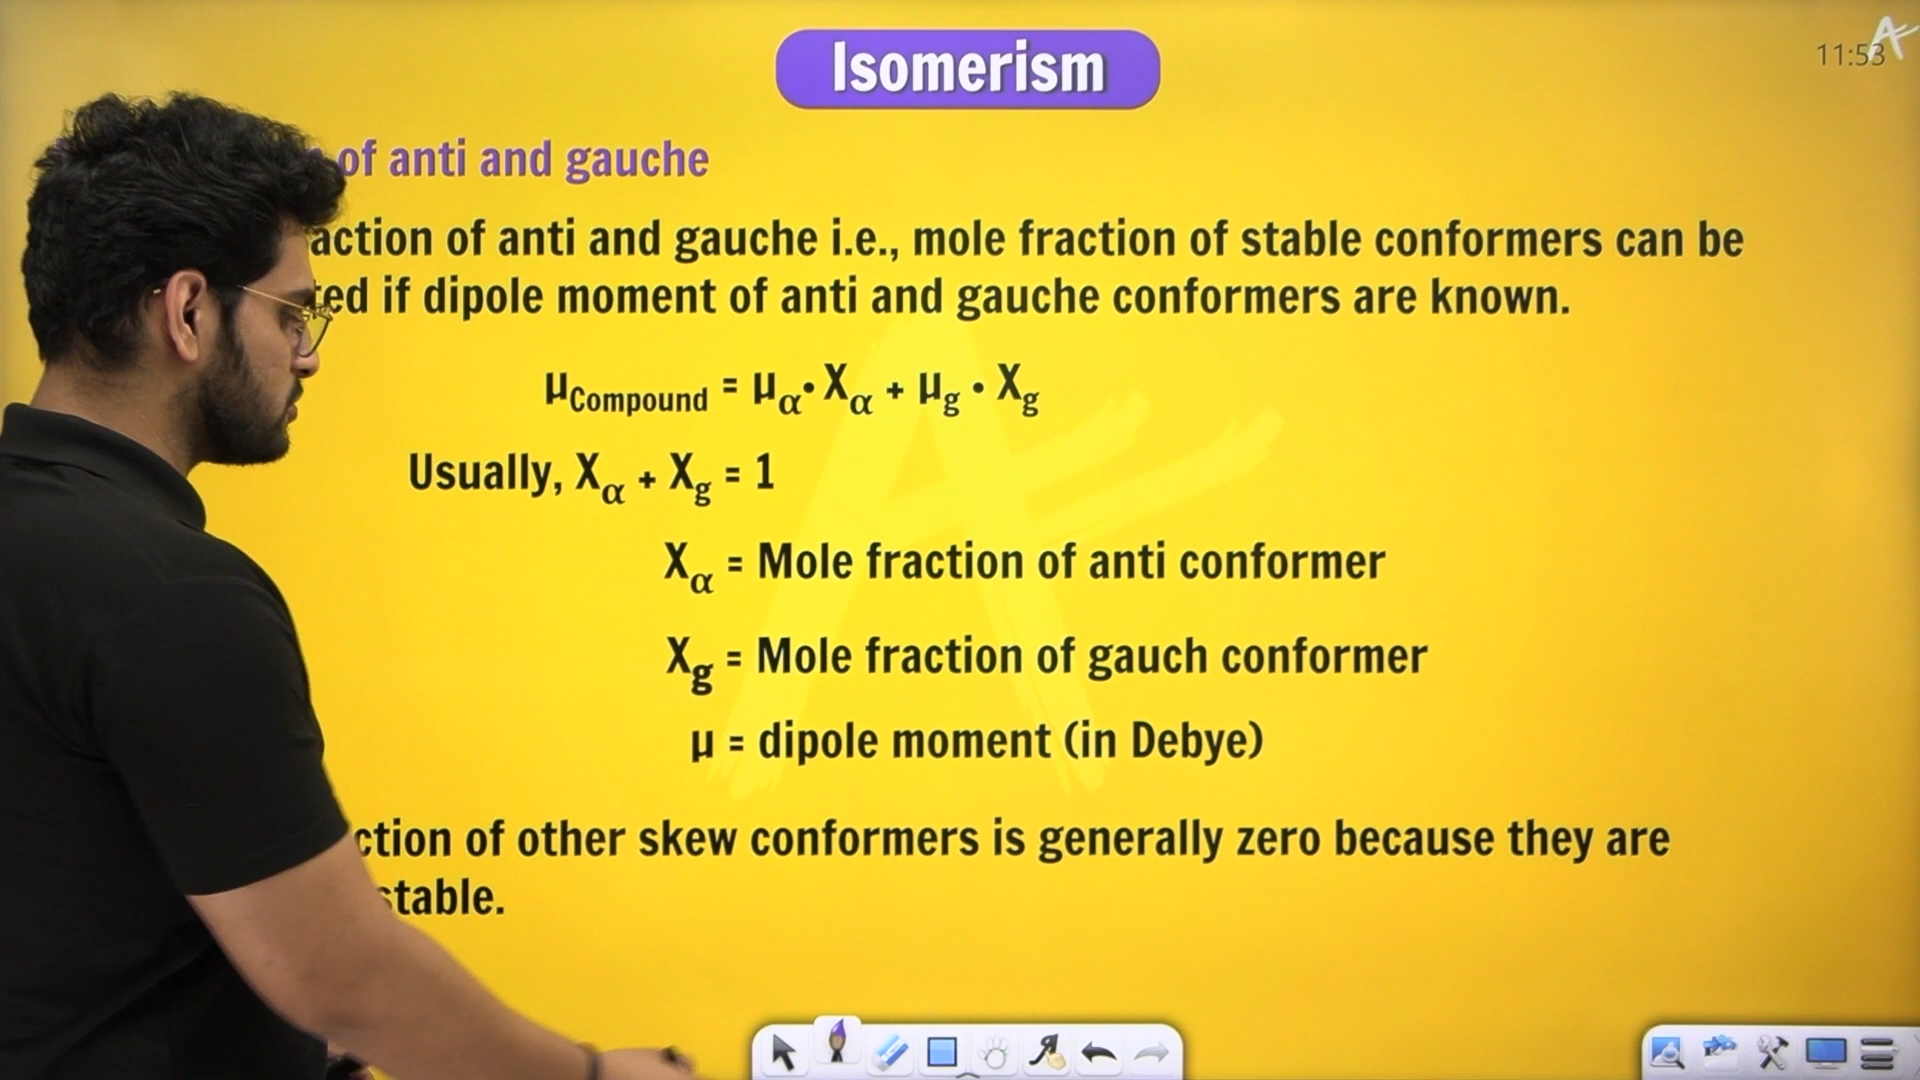 Isomerism
11:53
of anti and gauche
action of anti and gauche i.e., mole fraction of stable conformers can be
ed if dipole moment of anti and gauche conformers are known.
μCompound = μα• Xα + μg • Xg
Usually, Xα + Xg = 1
Xα = Mole fraction of anti conformer
Xg = Mole fraction of gauch conformer
μ = dipole moment (in Debye)
ction of other skew conformers is generally zero because they are
stable.